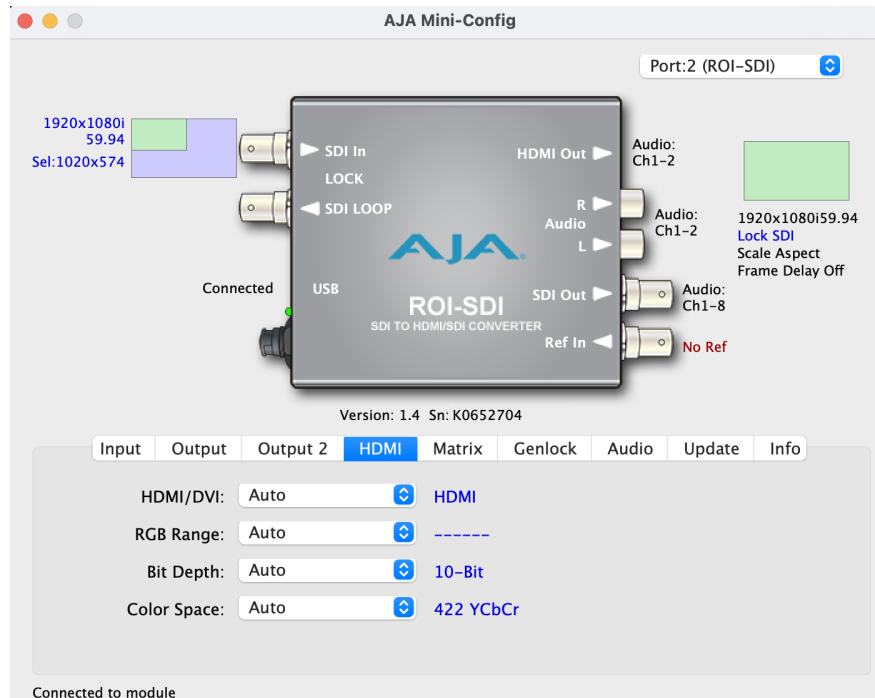 AJA Mini-Config
Port:2 (ROI-SDI)
1920x1080i
59.94
Sel:1020x574
SDI In
LOCK
SDI LOOP
HDMI Out
R
Audio
L
Audio:
Ch1-2
Audio:
Ch1-2
1920x1080i59.94
Lock SDI
Scale Aspect
Frame Delay Off
AJA
Connected
USB
ROI-SDI
SDI TO HDMI/SDI CONVERTER
SDI Out
Audio:
Ch1-8
Ref In
No Ref
Version: 1.4 Sn: K0652704
Input Output Output 2 HDMI Matrix Genlock Audio Update Info
HDMI/DVI: Auto HDMI
RGB Range: Auto ------
Bit Depth: Auto 10-Bit
Color Space: Auto 422 YCbCr
Connected to module